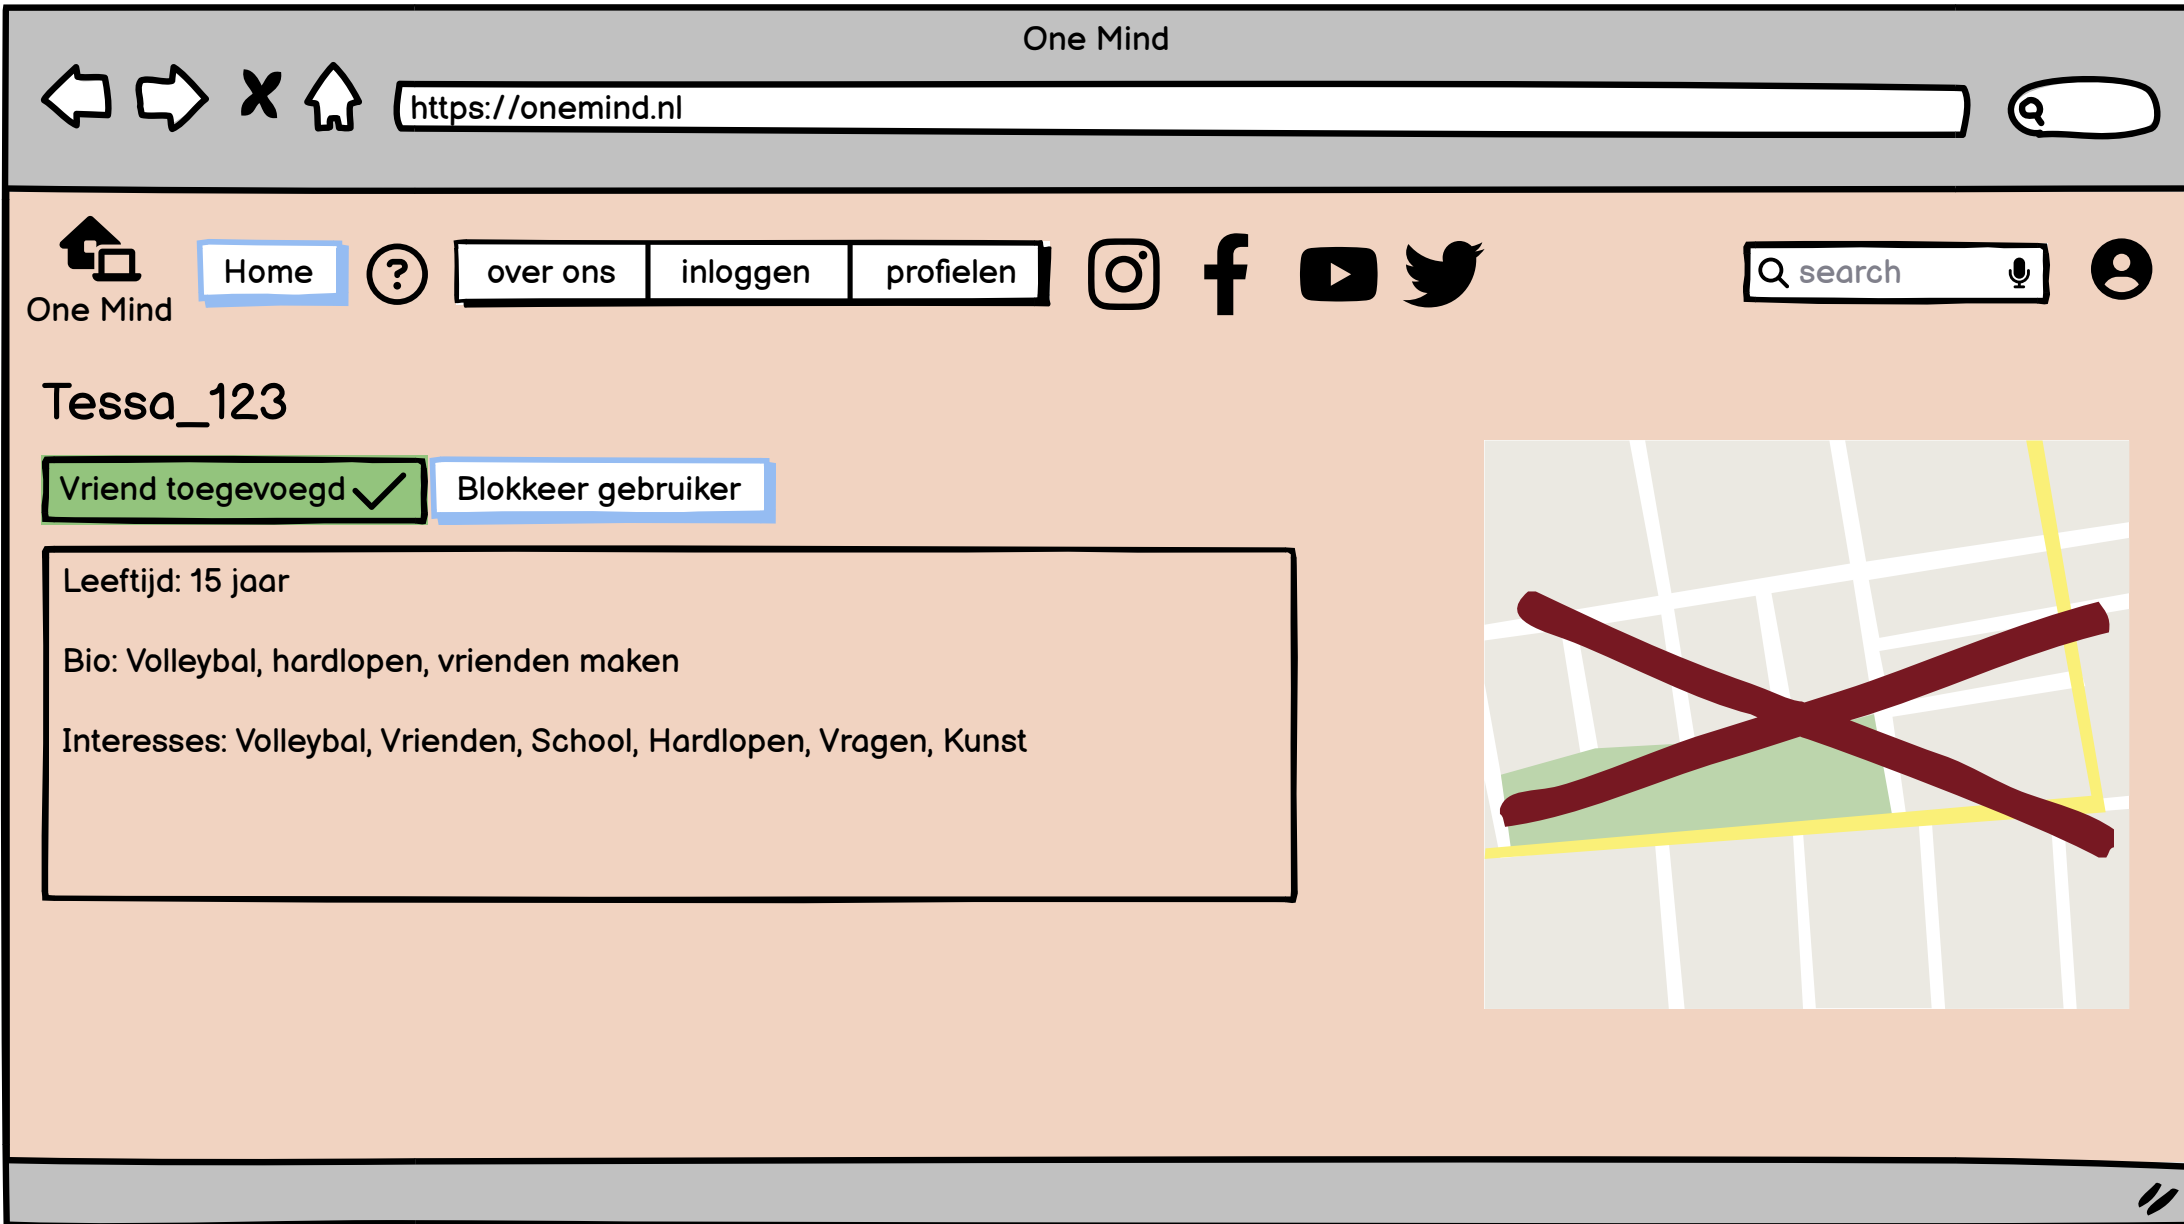 One Mind
https://onemind.nl
Home
?
over ons
inloggen
profielen
search
One Mind
Tessa_123
Vriend toegevoegd
Blokkeer gebruiker
Leeftijd: 15 jaar
Bio: Volleybal, hardlopen, vrienden maken
Interesses: Volleybal, Vrienden, School, Hardlopen, Vragen, Kunst